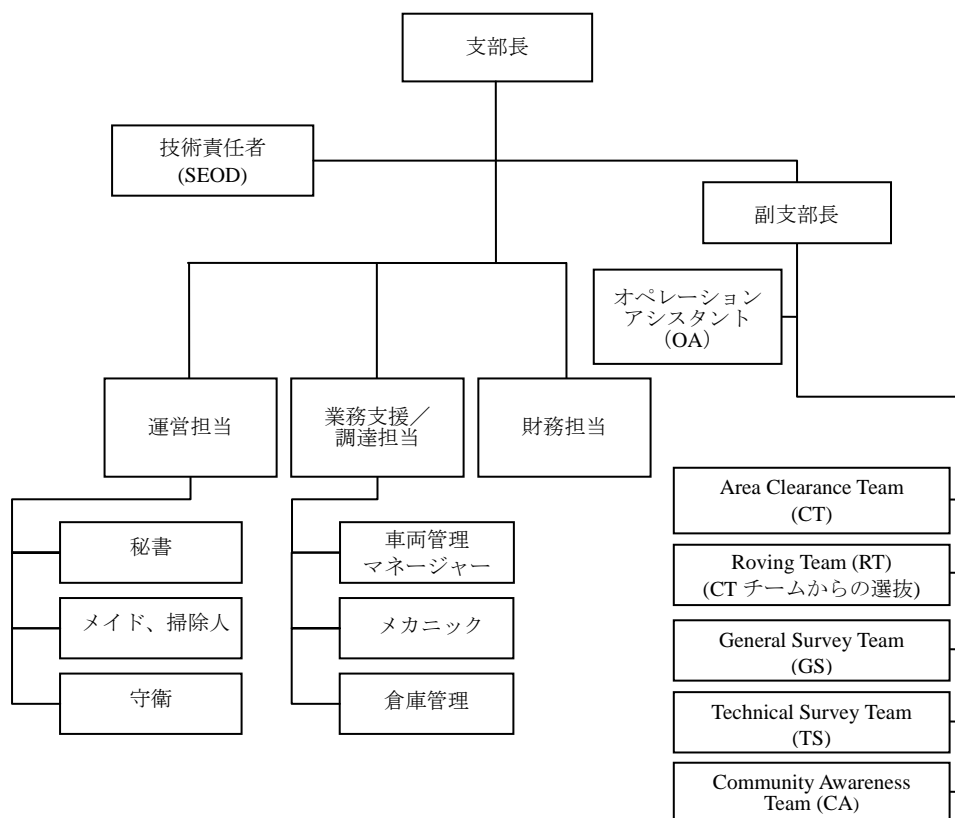 支部長
技術責任者
(SEOD)
副支部長
オペレーション
アシスタント
（OA）
運営担当
業務支援／
調達担当
財務担当
秘書
メイド、掃除人
守衛
車両管理
マネージャー
メカニック
倉庫管理
Area Clearance Team
(CT)
Roving Team (RT)
(CT チームからの選抜)
General Survey Team
(GS)
Technical Survey Team
(TS)
Community Awareness
Team (CA)